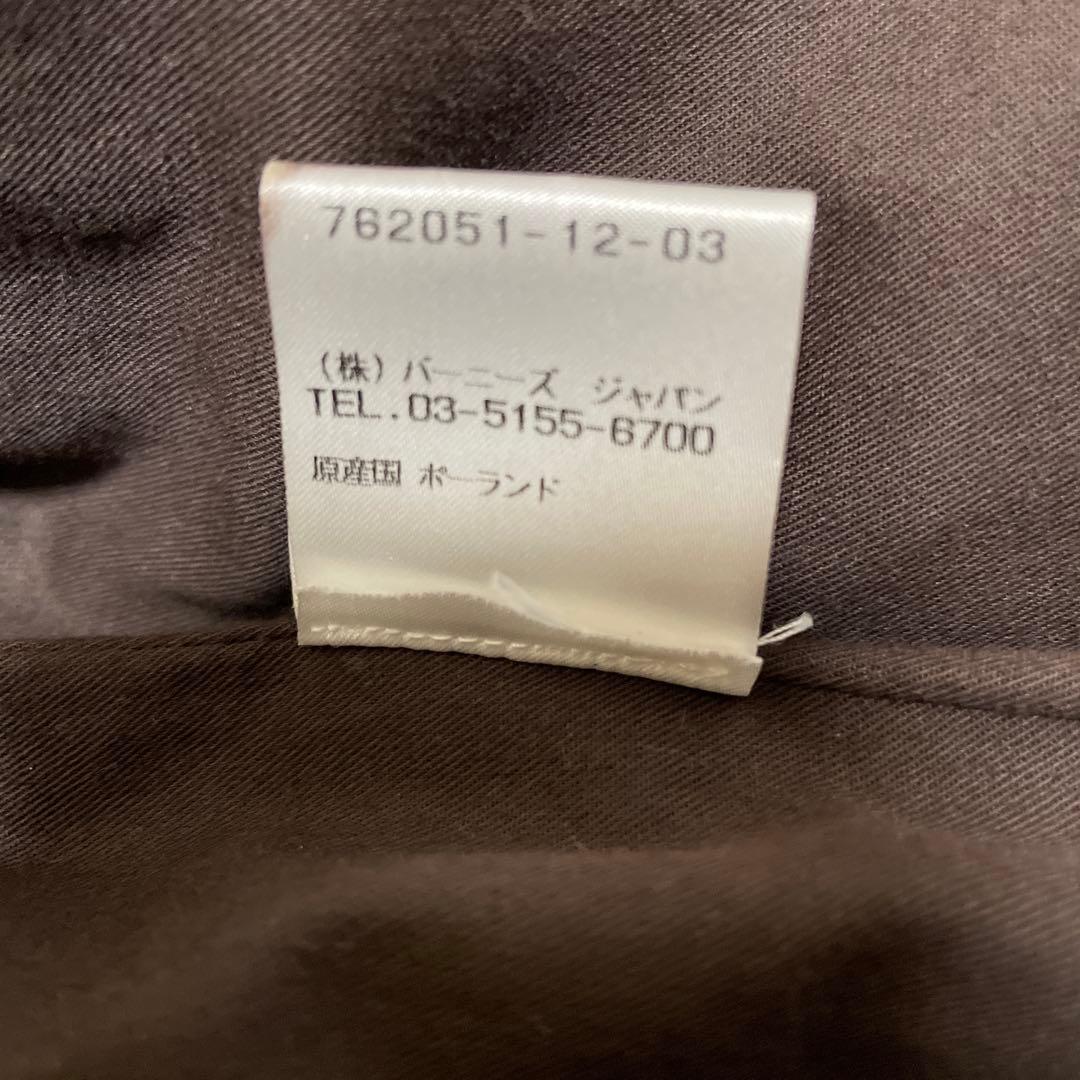 762051-12-03
（株）バーニーズ ジャパン
TEL.03-5155-6700
原産国 ポーランド